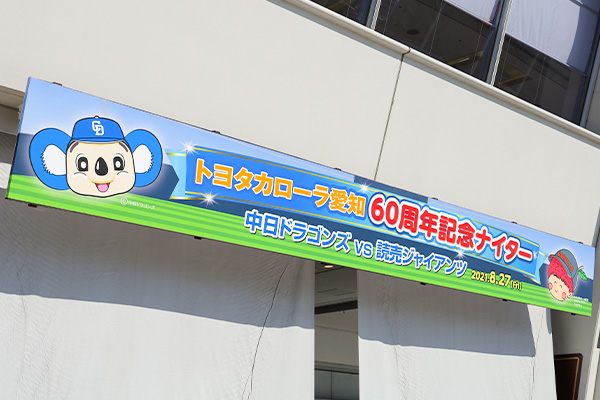 CD
トヨタカローラ愛知 60周年記念ナイター
中日ドラゴンズ VS 読売ジャイアンツ 2021.8.27(Fri)